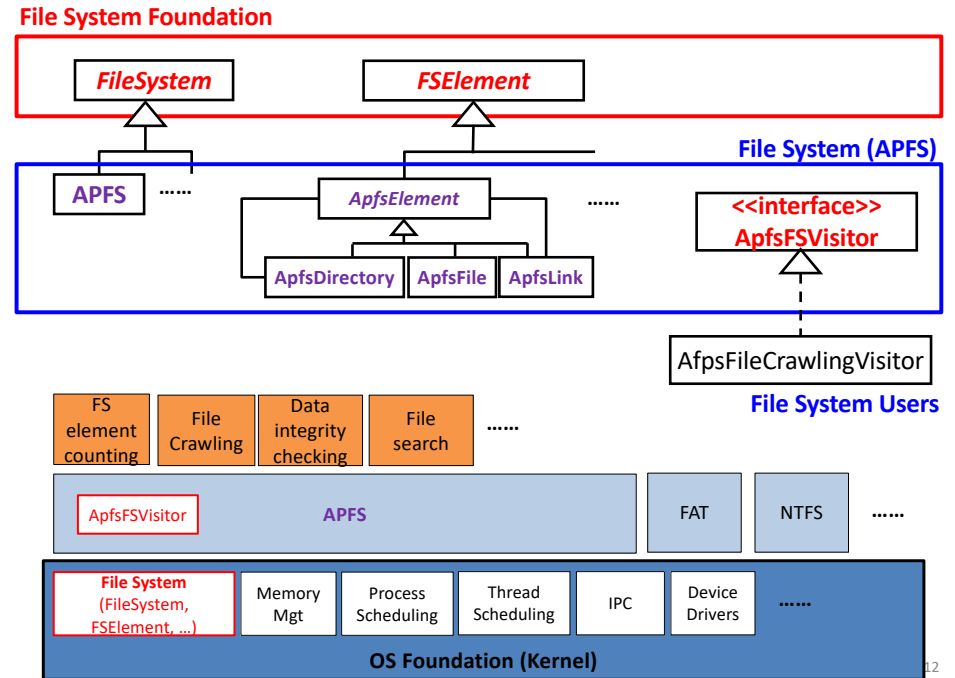 File System Foundation
FileSystem
FSElement
File System (APFS)
APFS
......
ApfsElement
......
<<interface>>
ApfsFSVisitor
ApfsDirectory
ApfsFile
ApfsLink
AfpsFileCrawlingVisitor
File System Users
FS
element
counting
File
Crawling
Data
integrity
checking
File
search
......
ApfsFSVisitor
APFS
FAT
NTFS
......
File System
(FileSystem,
FSElement, ...)
Memory
Mgt
Process
Scheduling
Thread
Scheduling
IPC
Device
Drivers
......
OS Foundation (Kernel)
12